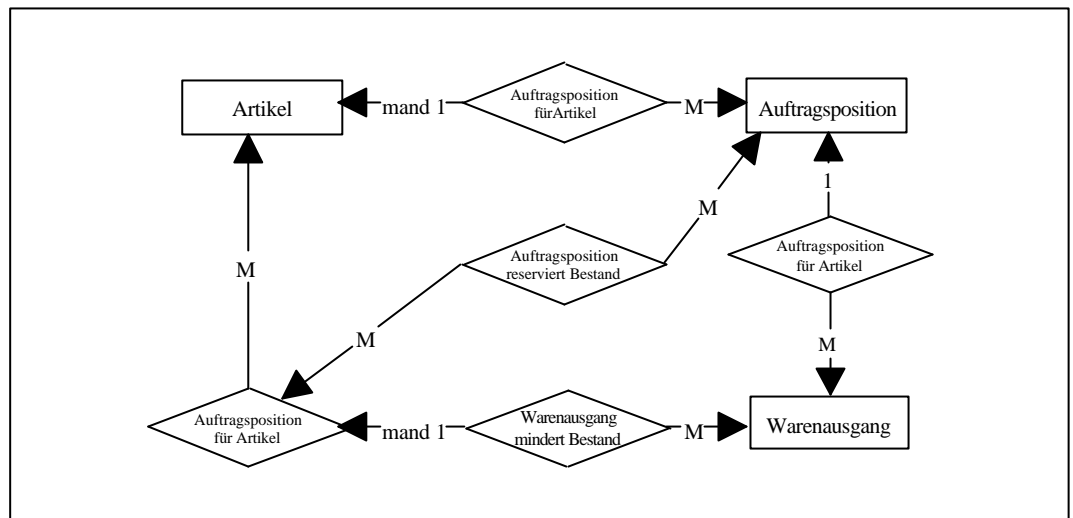 Artikel
mand 1
Auftragsposition
fürArtikel
M
Auftragsposition
1
M
M
Auftragsposition
reserviert Bestand
Auftragsposition
für Artikel
M
M
Auftragsposition
für Artikel
mand 1
Warenausgang
mindert Bestand
M
Warenausgang